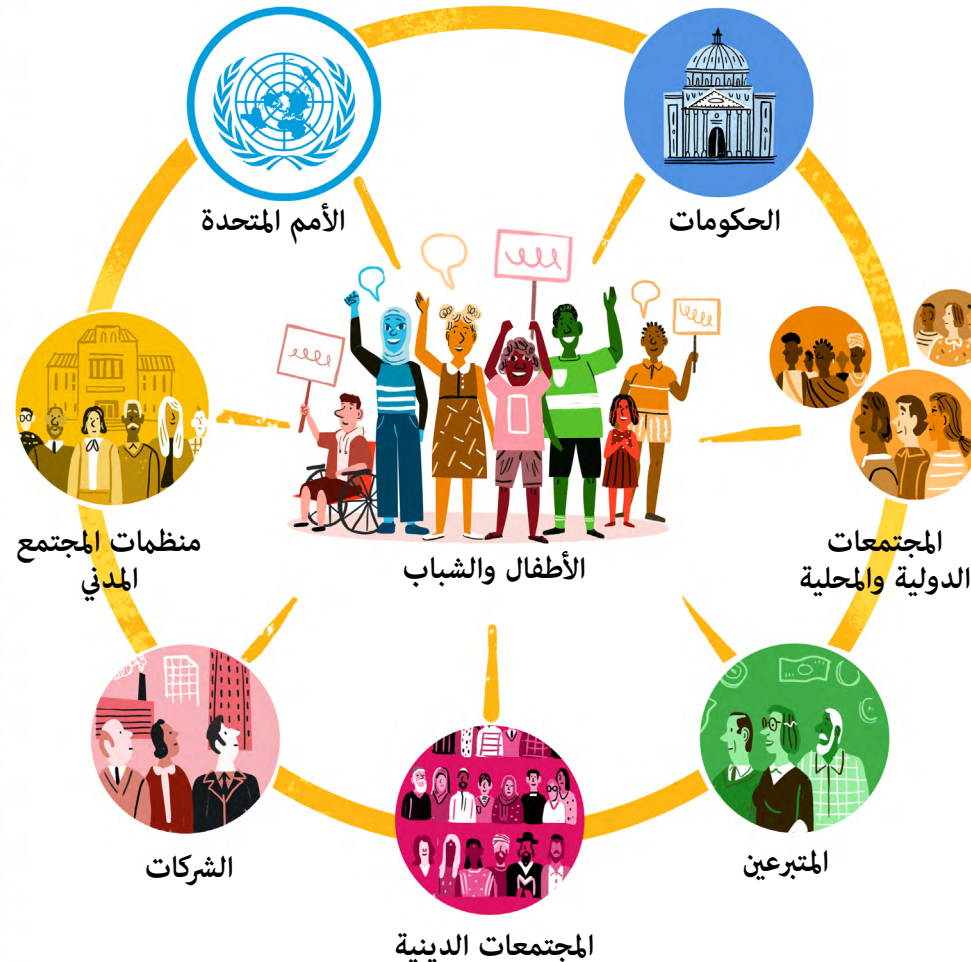 الحكومات
الأمم المتحدة
المجتمعات
الدولية والمحلية
الأطفال والشباب
منظمات المجتمع
المدني
المتبرعين
الشركات
المجتمعات الدينية